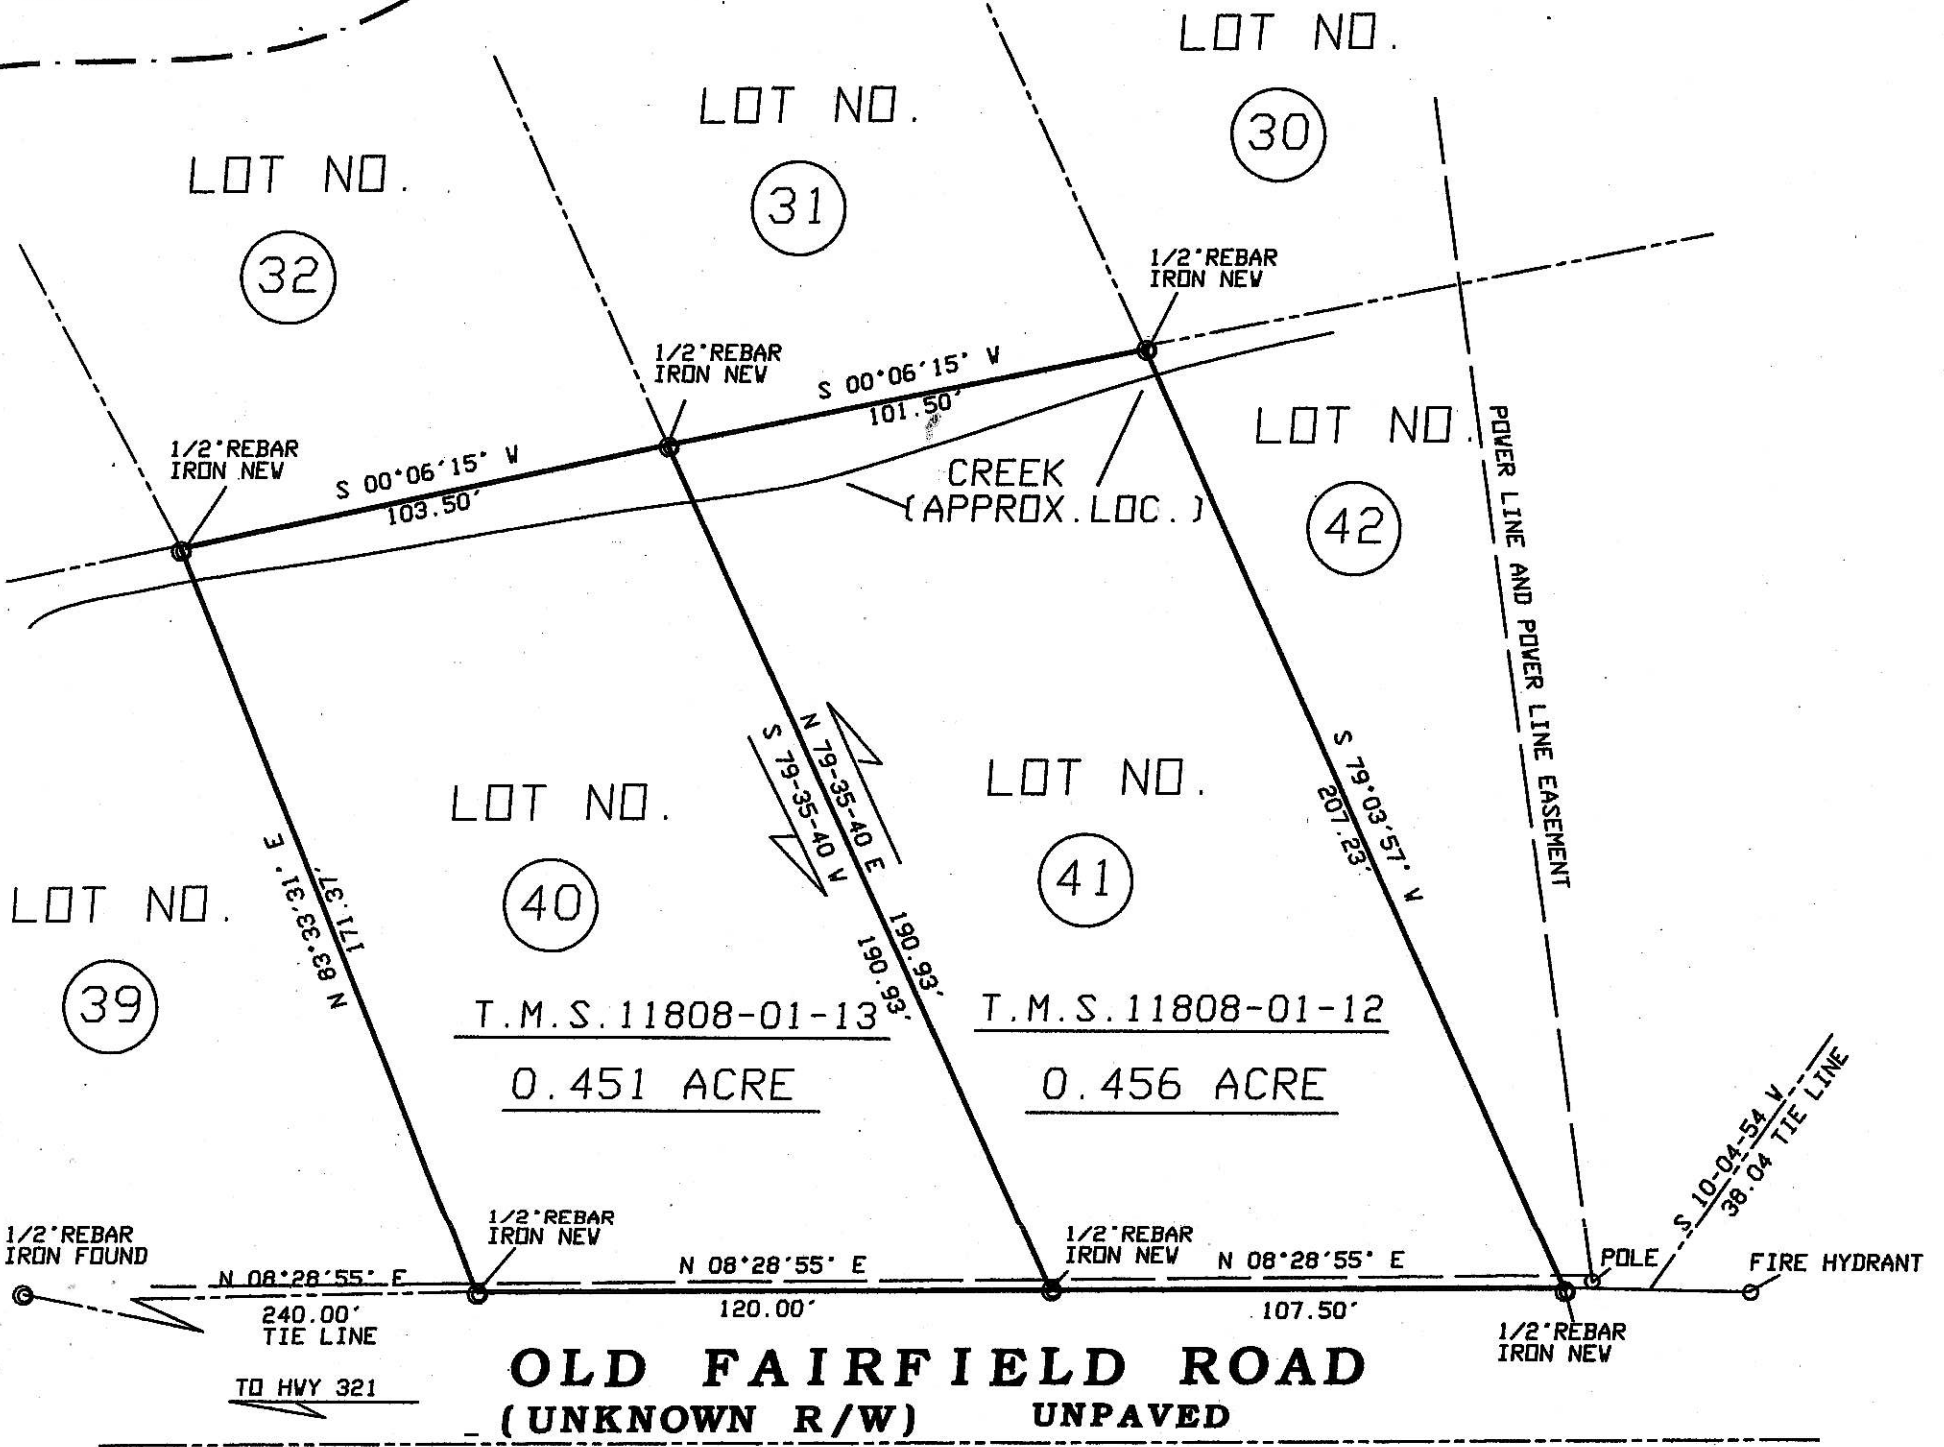 LOT NO.
30
LOT NO.
31
LOT NO.
32
1/2"REBAR
IRON NEW
1/2"REBAR
IRON NEW
1/2"REBAR
IRON NEW
S 00°06'15" W
101.50'
S 00°06'15" W
103.50'
CREEK
(APPROX.LOC.)
LOT NO.
42
POWER LINE AND POWER LINE EASEMENT
N 79-35-40 E
S 79-35-40 W
190.93'
190.93'
S 79°03'57" W
207.23'
N 83°33'31" E
171.37'
LOT NO.
39
LOT NO.
40
T.M.S.11808-01-13
0.451 ACRE
LOT NO.
41
T.M.S.11808-01-12
0.456 ACRE
S 10-04-54 W
38.04 TIE LINE
1/2"REBAR
IRON FOUND
1/2"REBAR
IRON NEW
1/2"REBAR
IRON NEW
POLE
FIRE HYDRANT
N 08°28'55" E
240.00'
TIE LINE
N 08°28'55" E
120.00'
N 08°28'55" E
107.50'
1/2"REBAR
IRON NEW
TO HWY 321
OLD FAIRFIELD ROAD
(UNKNOWN R/W) UNPAVED